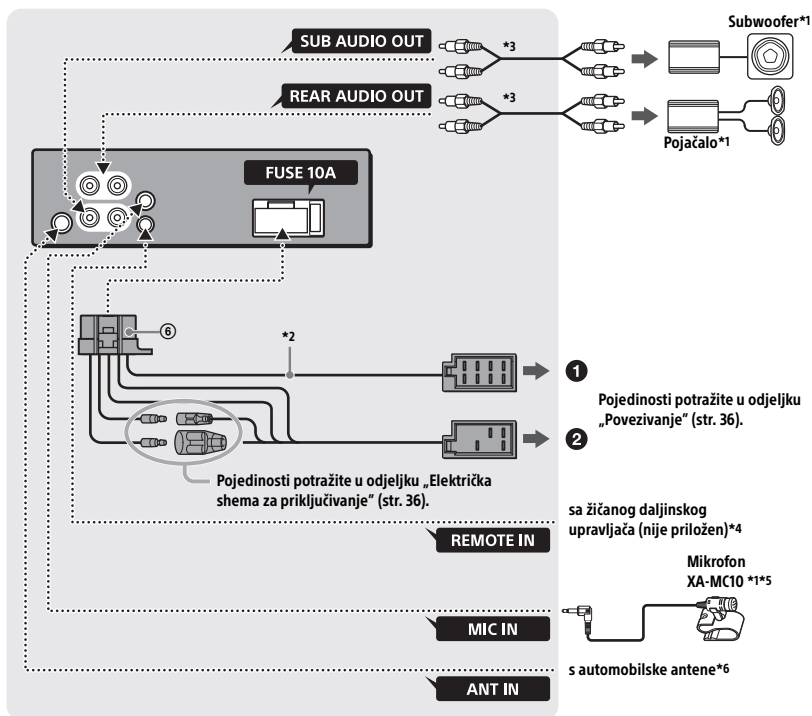 Subwoofer*1
SUB AUDIO OUT
*3
REAR AUDIO OUT
*3
Pojačalo*1
FUSE 10A
⑥
*2
❶
Pojedinosti potražite u odjeljku
„Povezivanje” (str. 36).
❷
Pojedinosti potražite u odjeljku „Električka
shema za priključivanje” (str. 36).
sa žičanog daljinskog
upravljača (nije priložen)*4
REMOTE IN
Mikrofon
XA-MC10 *1*5
MIC IN
s automobilske antene*6
ANT IN